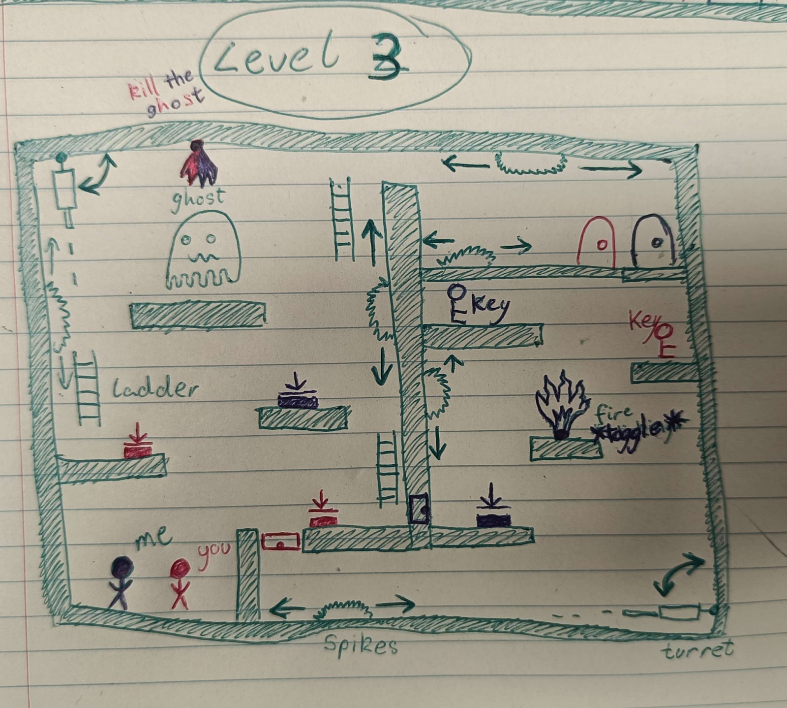 Level 3
kill the
ghost
ghost
Key
Key
Ladder
fire
*toggle*
me
you
Spikes
turret